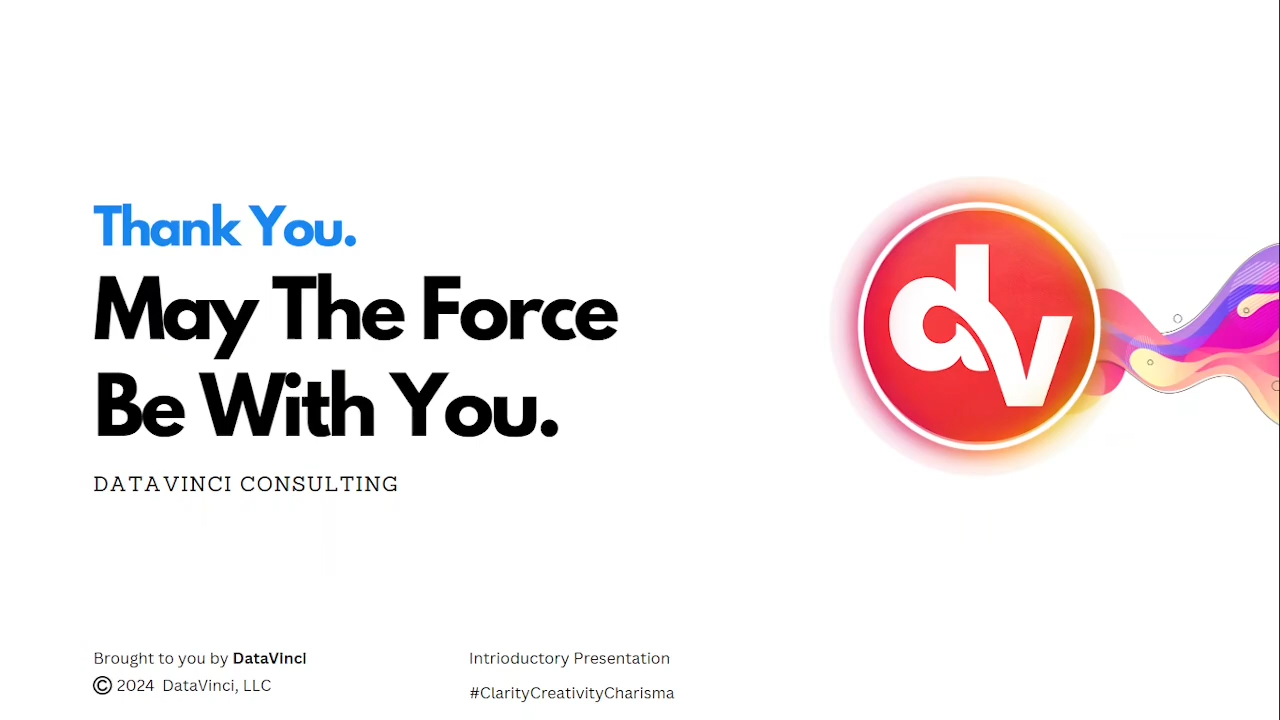 Thank You.
May The Force
Be With You.
DATAVINCI CONSULTING
dv
Brought to you by DataVinci
© 2024 DataVinci, LLC
Intrioductory Presentation
#ClarityCreativityCharisma